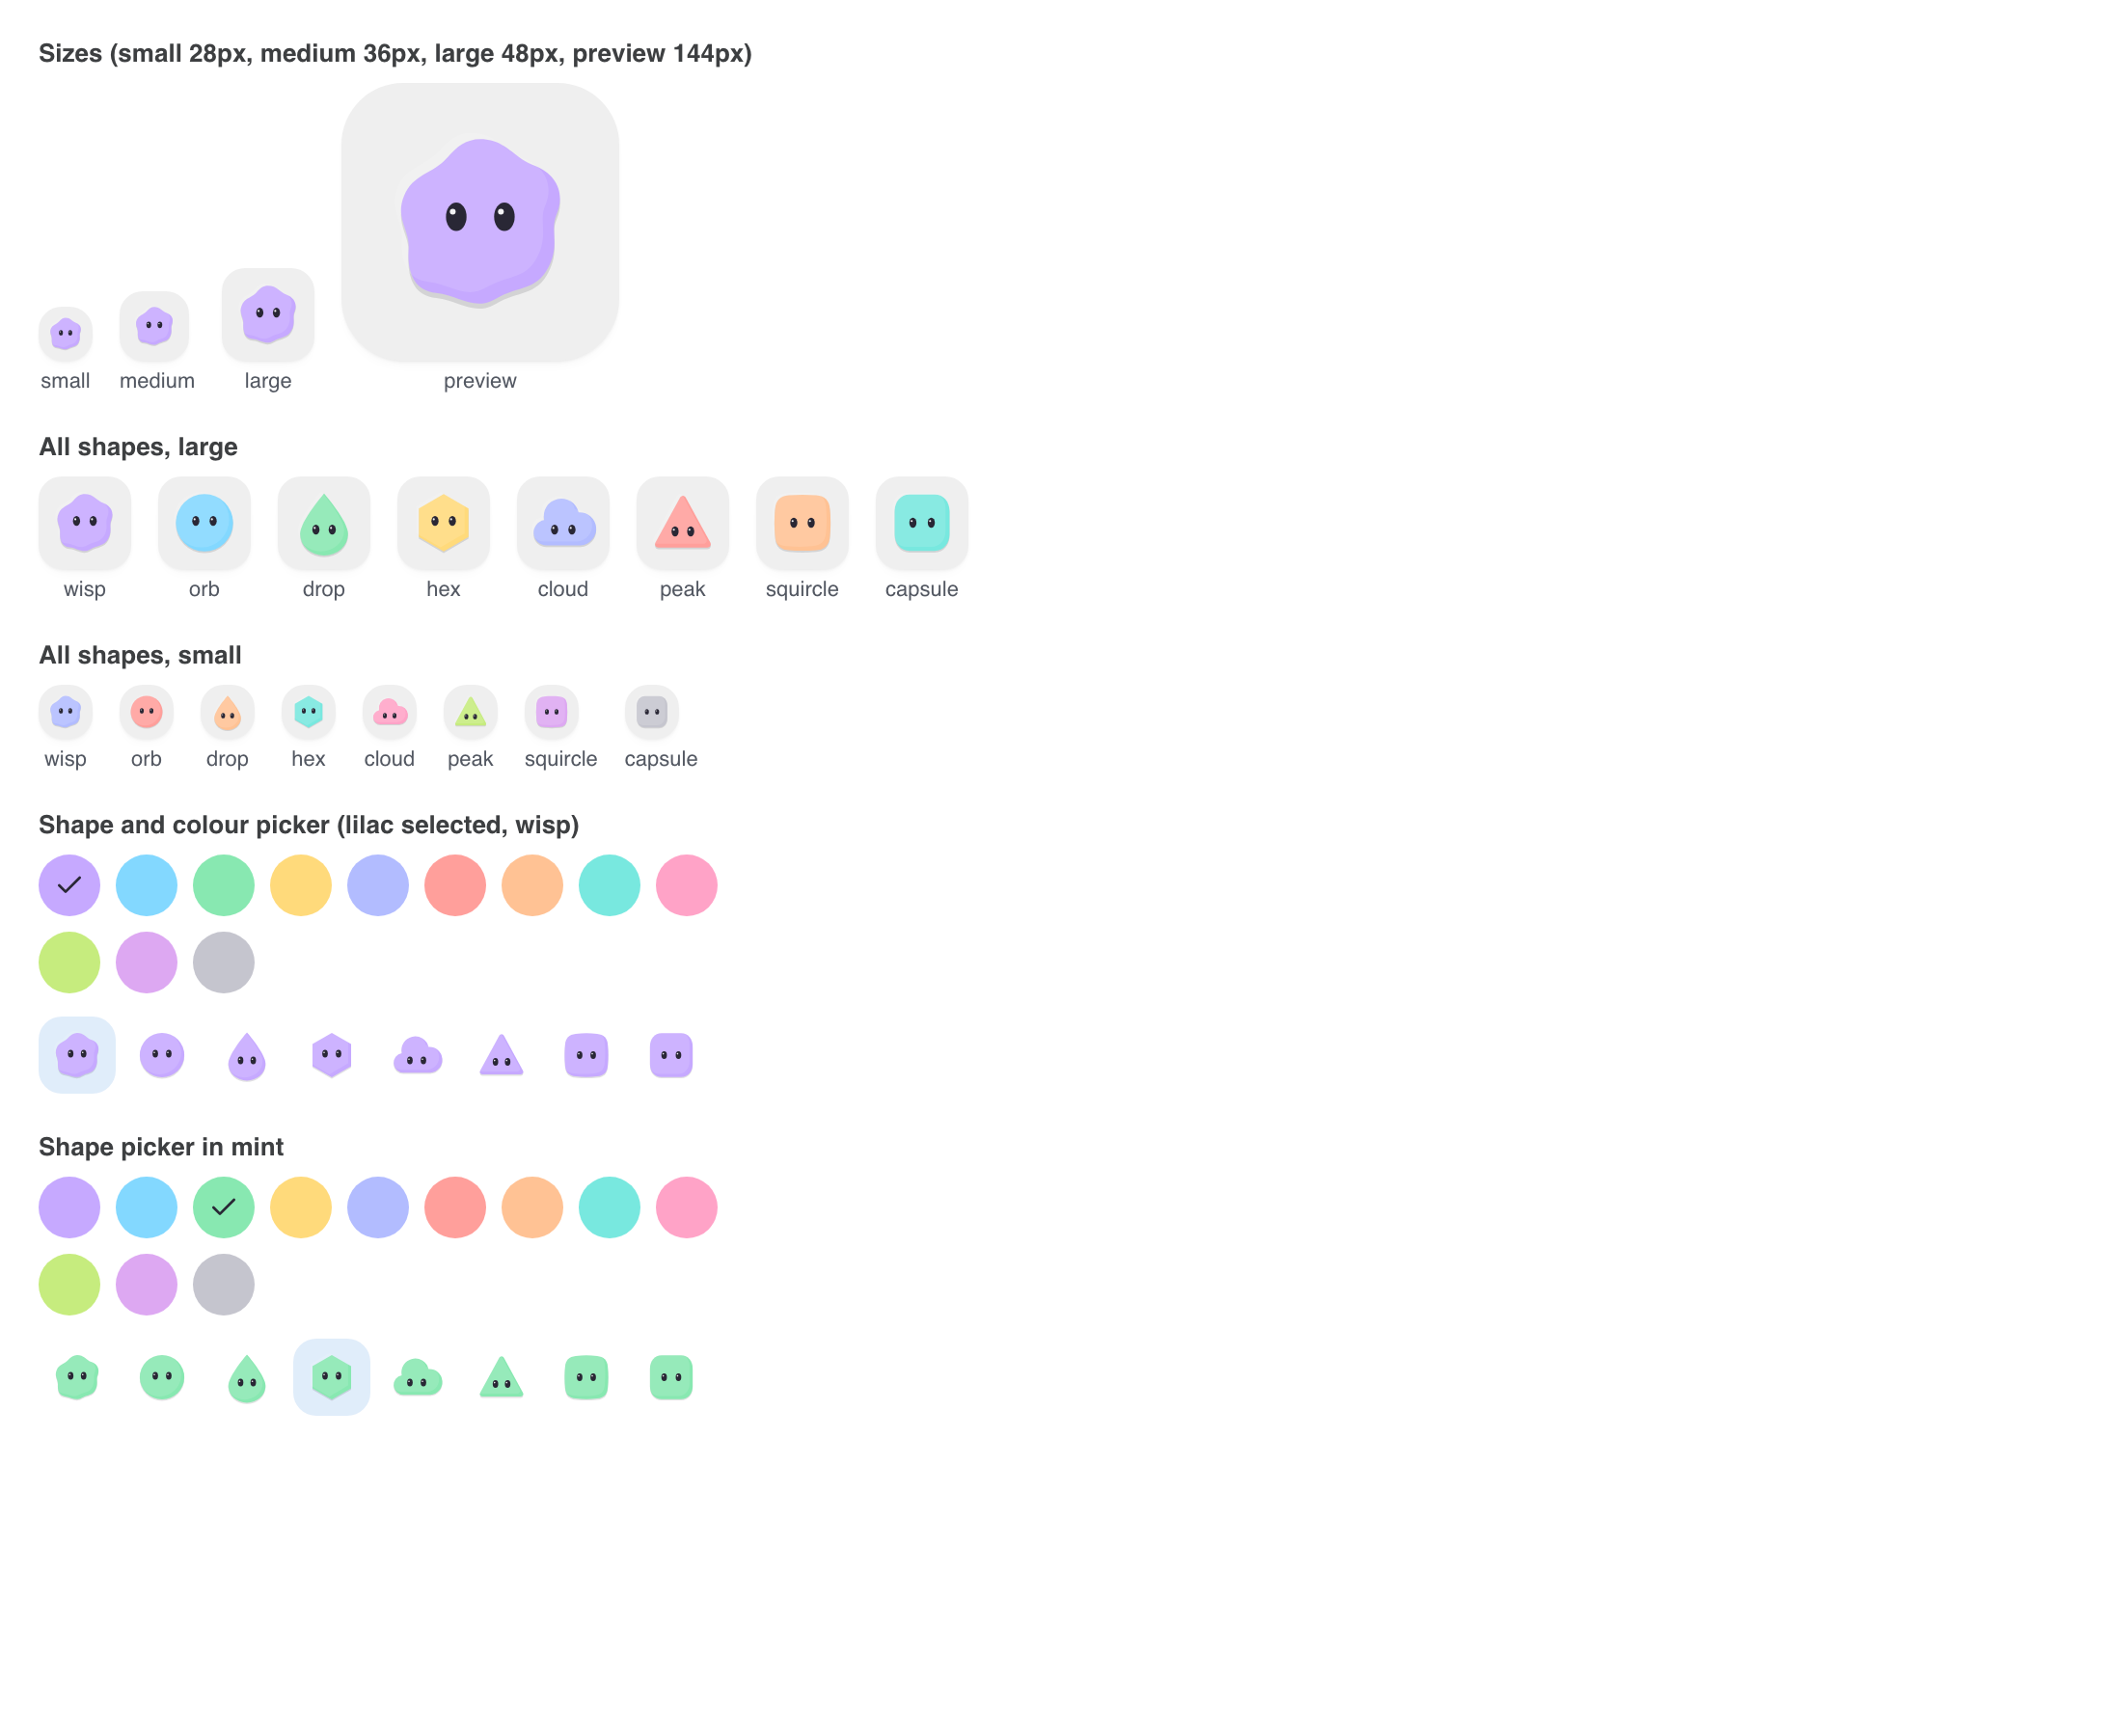 Sizes (small 28px, medium 36px, large 48px, preview 144px)
small medium large preview
All shapes, large
wisp orb drop hex cloud peak squircle capsule
All shapes, small
wisp orb drop hex cloud peak squircle capsule
Shape and colour picker (lilac selected, wisp)
Shape picker in mint